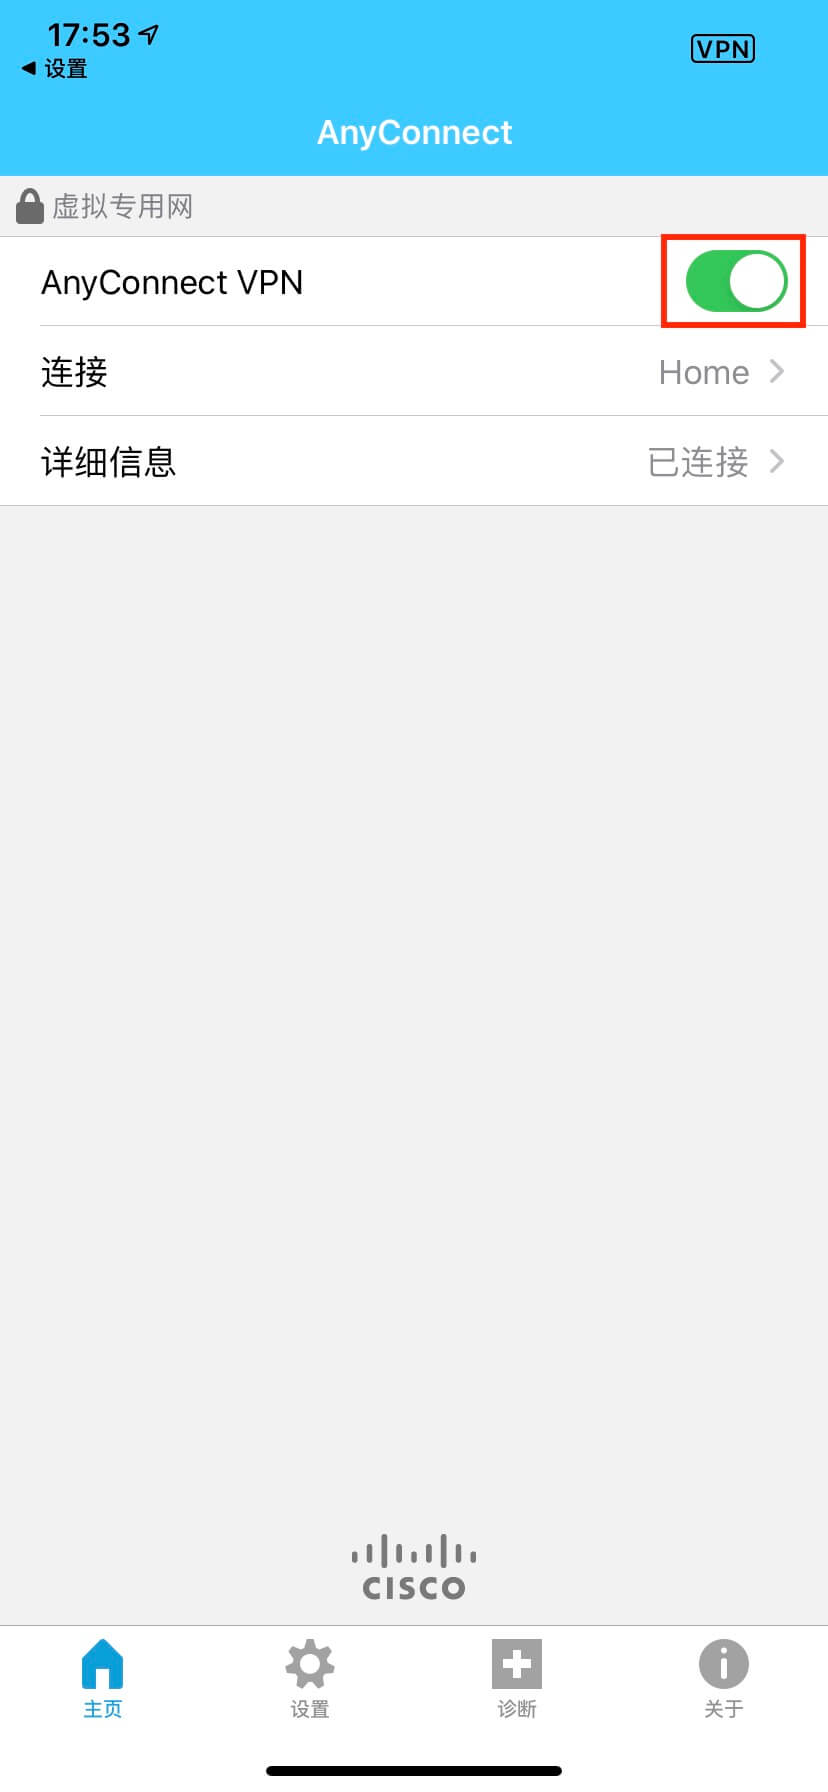 17:53
VPN
◀ 设置
AnyConnect
虚拟专用网
AnyConnect VPN
连接 Home
详细信息 已连接
CISCO
主页 设置 诊断 关于